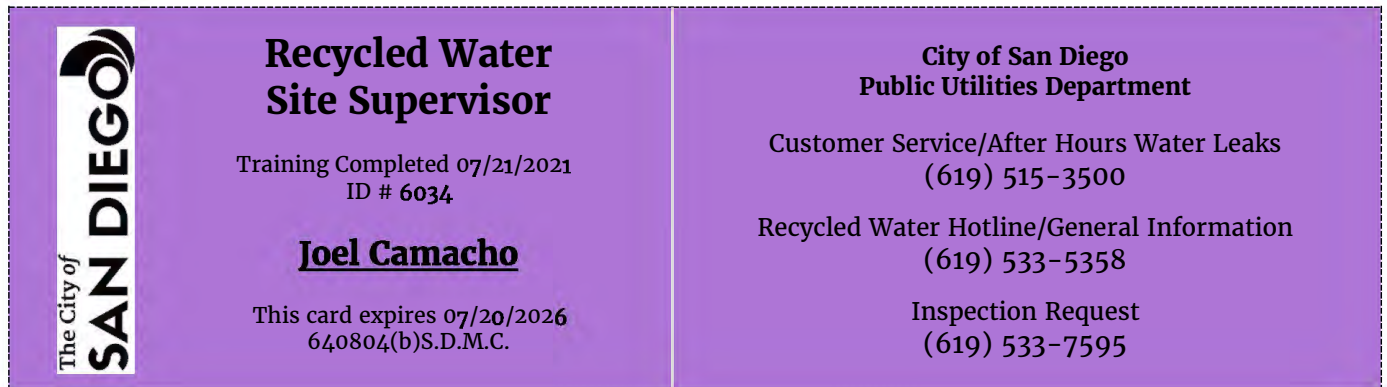 The City of
SAN DIEGO
Recycled Water
Site Supervisor
Training Completed 07/21/2021
ID # 6034
Joel Camacho
This card expires 07/20/2026
640804(b)S.D.M.C.
City of San Diego
Public Utilities Department
Customer Service/After Hours Water Leaks
(619) 515-3500
Recycled Water Hotline/General Information
(619) 533-5358
Inspection Request
(619) 533-7595